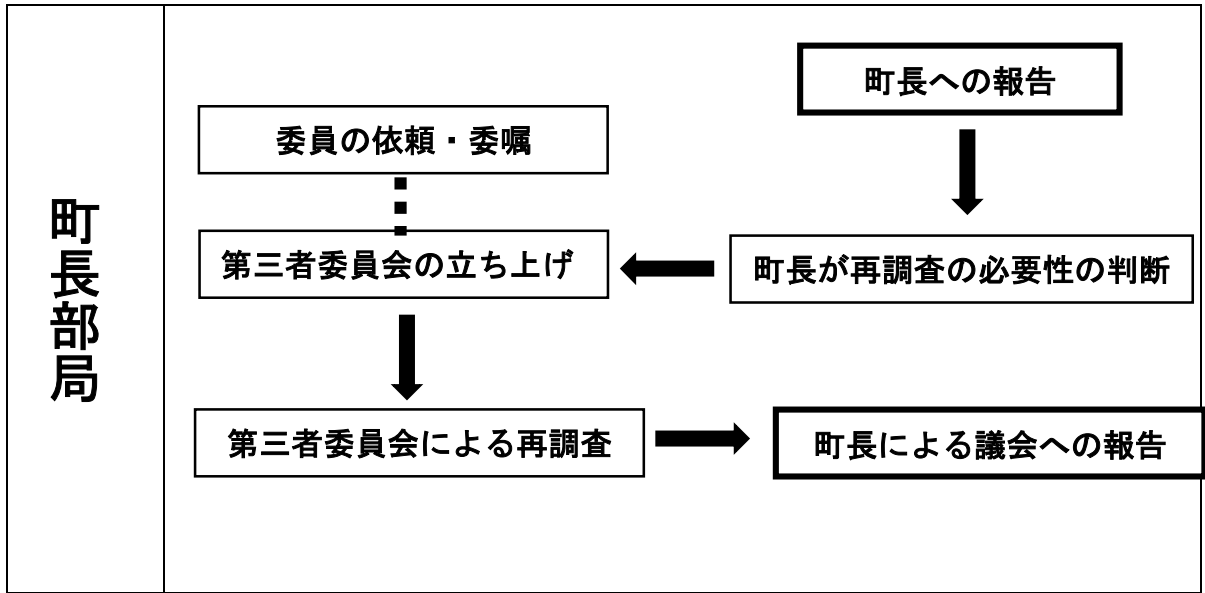 町長部局
町長への報告
委員の依頼・委嘱
第三者委員会の立ち上げ
町長が再調査の必要性の判断
第三者委員会による再調査
町長による議会への報告